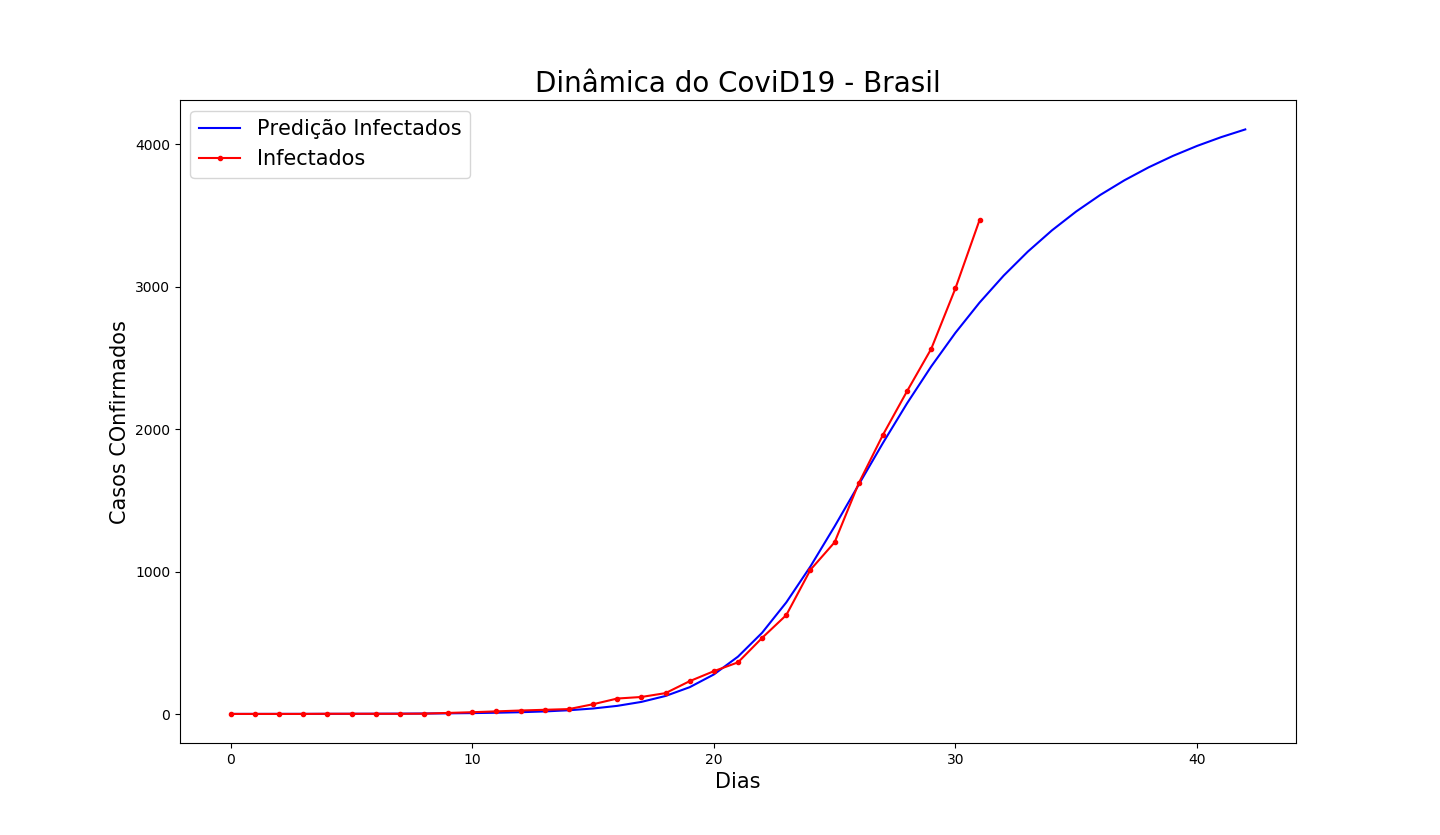 Dinâmica do CoviD19 - Brasil
Predição Infectados
Infectados
Casos COnfirmados
4000
3000
2000
1000
0
0 10 20 30 40
Dias